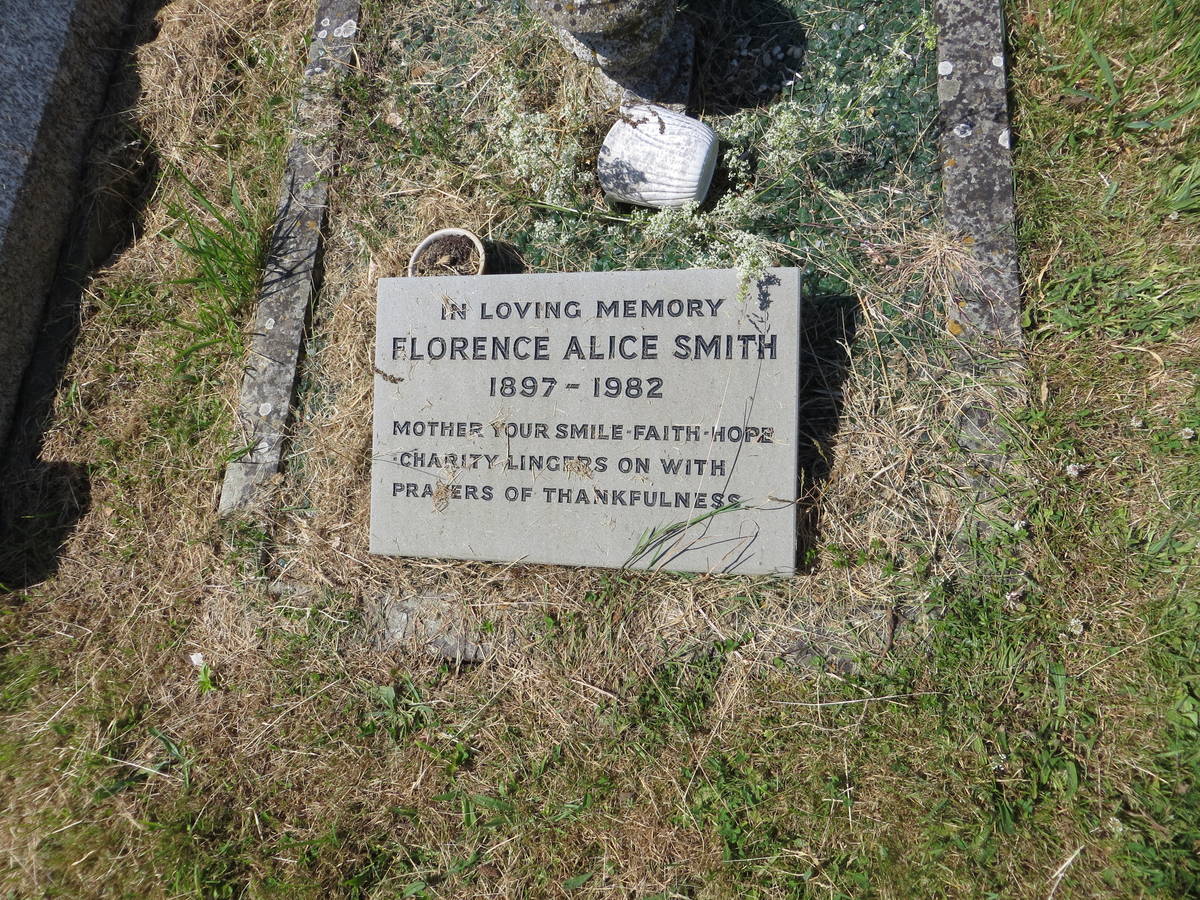 IN LOVING MEMORY
FLORENCE ALICE SMITH
1897 - 1982
MOTHER YOUR SMILE-FAITH-HOPE
-CHARITY LINGERS ON WITH
PRAYERS OF THANKFULNESS